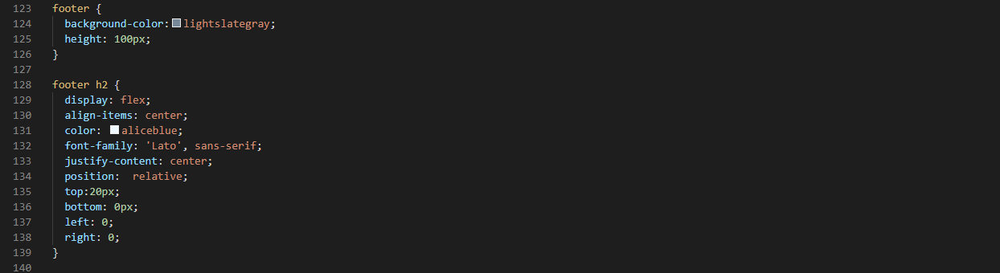 123 footer {
124 background-color: lightslategray;
125 height: 100px;
126 }
127
128 footer h2 {
129 display: flex;
130 align-items: center;
131 color: aliceblue;
132 font-family: 'Lato', sans-serif;
133 justify-content: center;
134 position:  relative;
135 top:20px;
136 bottom: 0px;
137 left: 0;
138 right: 0;
139 }
140